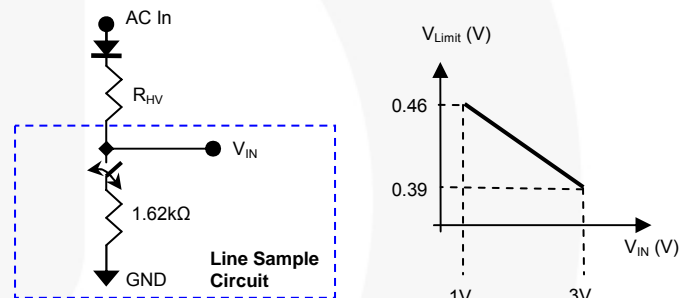 AC In
R_HV
V_IN
1.62kΩ
Line Sample
Circuit
GND
V_Limit (V)
0.46
0.39
V_IN (V)
1V
3V